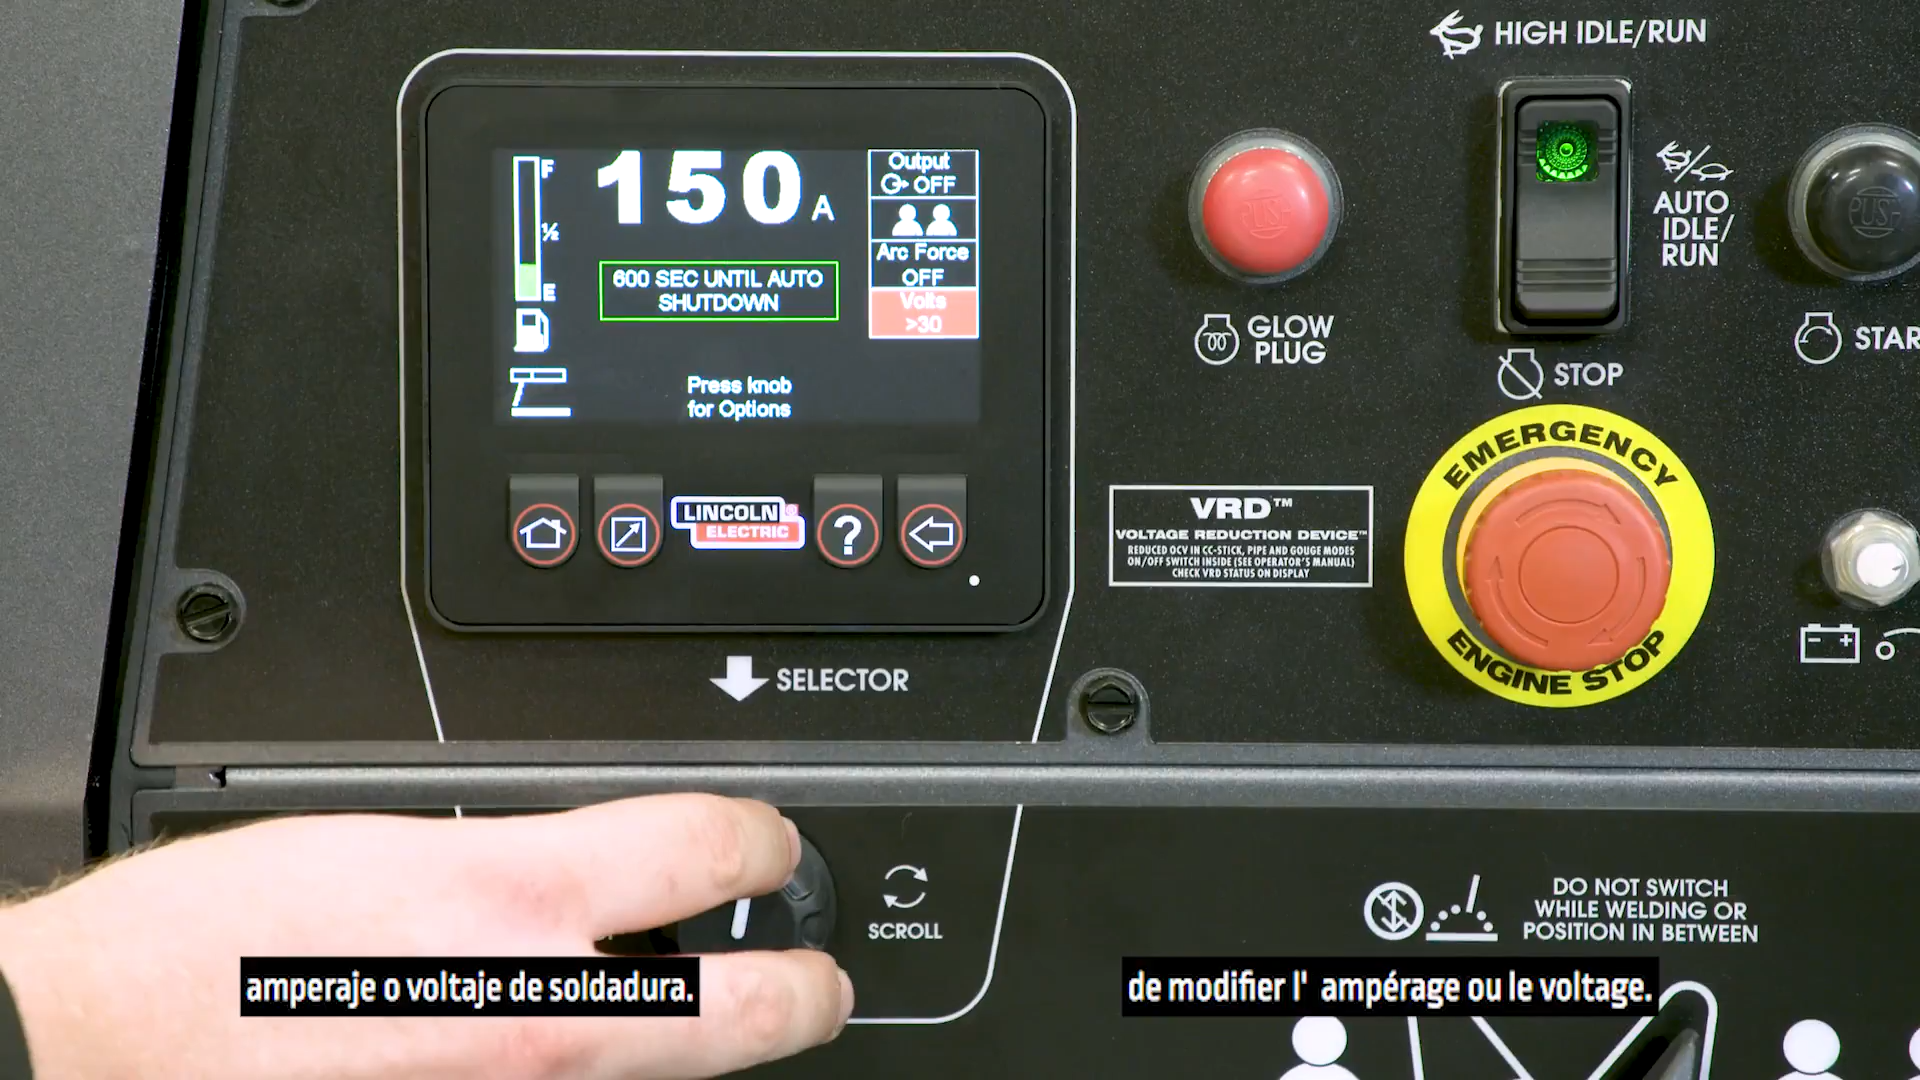 HIGH IDLE/RUN
F
½
E
150 A
600 SEC UNTIL AUTO
SHUTDOWN
Press knob
for Options
Output
OFF
Arc Force
OFF
Volts
>30
PUSH
GLOW
PLUG
AUTO
IDLE/
RUN
STOP
PUSH
STAR
LINCOLN ®
ELECTRIC
?
VRD™
VOLTAGE REDUCTION DEVICE™
REDUCED OCV IN CC-STICK, PIPE AND GOUGE MODES
ON/OFF SWITCH INSIDE (SEE OPERATOR'S MANUAL)
CHECK VRD STATUS ON DISPLAY
EMERGENCY
ENGINE STOP
SELECTOR
SCROLL
DO NOT SWITCH
WHILE WELDING OR
POSITION IN BETWEEN
amperaje o voltaje de soldadura.
de modifier l' ampérage ou le voltage.